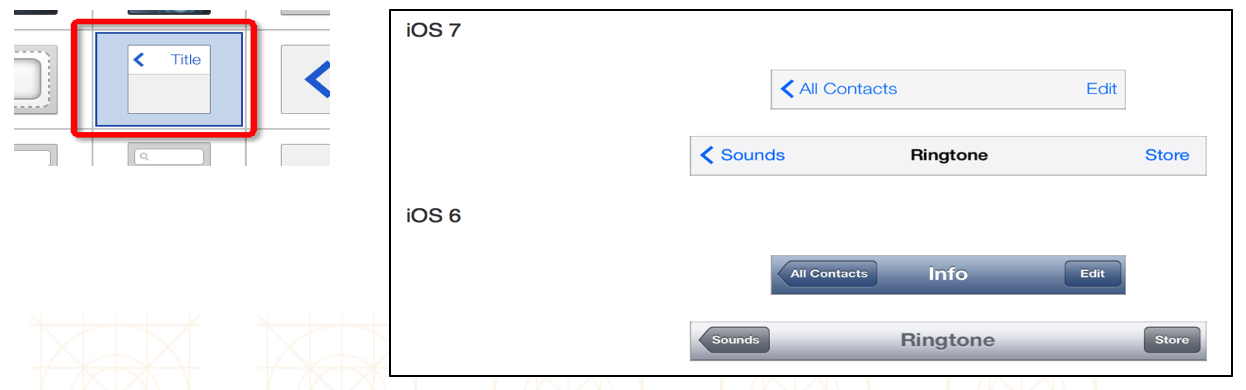 Title
iOS 7
All Contacts Edit
Sounds Ringtone Store
iOS 6
All Contacts Info Edit
Sounds Ringtone Store